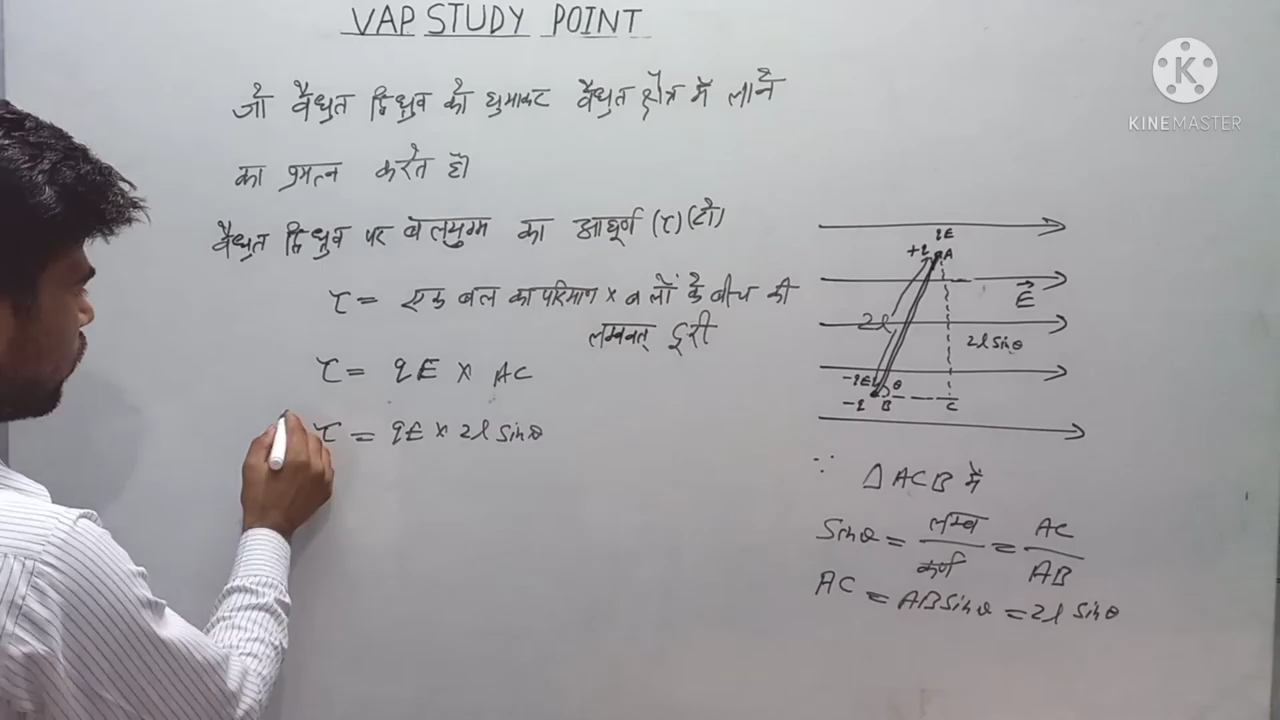 VAP STUDY POINT
जो वैधुत द्विध्रुव को घुमाकर वैधुत क्षेत्र में लाने
का प्रयत्न करते है।
वैधुत द्विध्रुव पर बलयुग्म का आघूर्ण (τ) (टौ)
τ = एक बल का परिमाण × बलों के बीच की
लम्बवत् दूरी
τ = qE × AC
τ = qE × 2l sinθ
qE
+q A
E
2l
2l sinθ
-qE θ
-q B C
∵ Δ ACB में
Sinθ = लम्ब/कर्ण = AC/AB
AC = AB sinθ = 2l sinθ
K
KINEMASTER